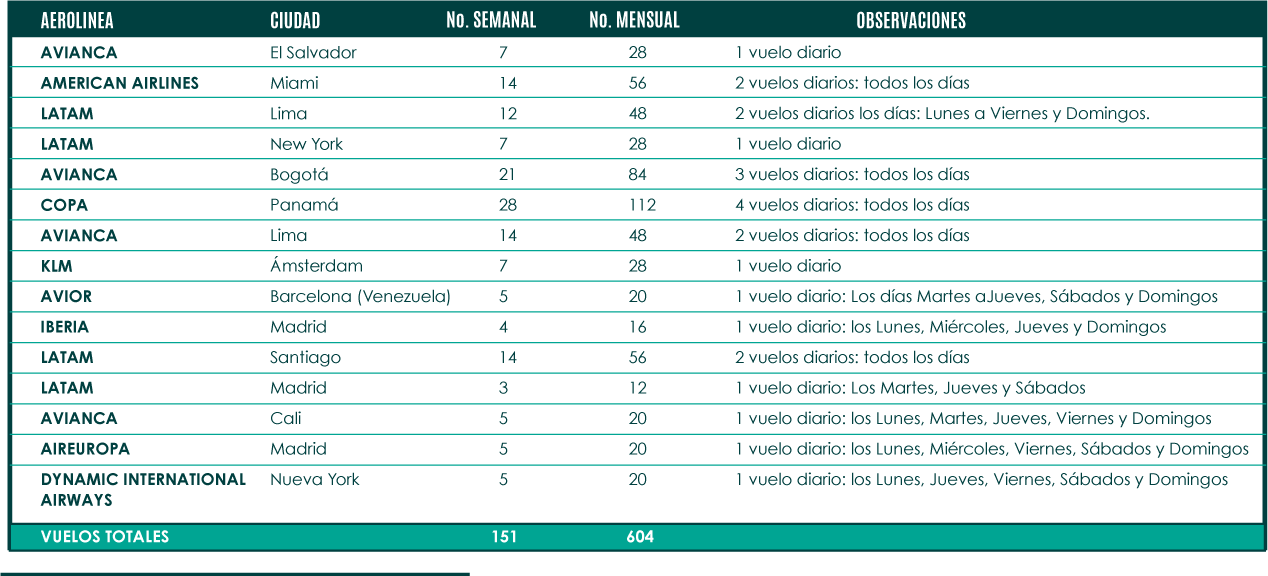 AEROLINEA CIUDAD No. SEMANAL No. MENSUAL OBSERVACIONES
AVIANCA El Salvador 7 28 1 vuelo diario
AMERICAN AIRLINES Miami 14 56 2 vuelos diarios: todos los días
LATAM Lima 12 48 2 vuelos diarios los días: Lunes a Viernes y Domingos.
LATAM New York 7 28 1 vuelo diario
AVIANCA Bogotá 21 84 3 vuelos diarios: todos los días
COPA Panamá 28 112 4 vuelos diarios: todos los días
AVIANCA Lima 14 48 2 vuelos diarios: todos los días
KLM Ámsterdam 7 28 1 vuelo diario
AVIOR Barcelona (Venezuela) 5 20 1 vuelo diario: Los días Martes aJueves, Sábados y Domingos
IBERIA Madrid 4 16 1 vuelo diario: los Lunes, Miércoles, Jueves y Domingos
LATAM Santiago 14 56 2 vuelos diarios: todos los días
LATAM Madrid 3 12 1 vuelo diario: Los Martes, Jueves y Sábados
AVIANCA Cali 5 20 1 vuelo diario: los Lunes, Martes, Jueves, Viernes y Domingos
AIREUROPA Madrid 5 20 1 vuelo diario: los Lunes, Miércoles, Viernes, Sábados y Domingos
DYNAMIC INTERNATIONAL Nueva York 5 20 1 vuelo diario: los Lunes, Jueves, Viernes, Sábados y Domingos
AIRWAYS
VUELOS TOTALES 151 604